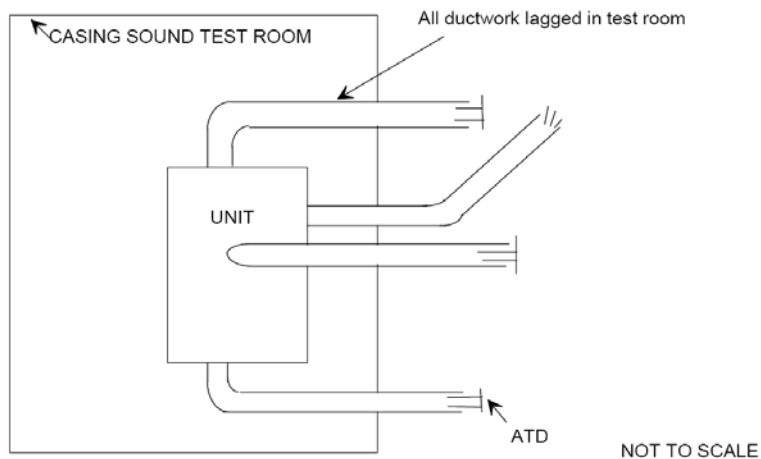 All ductwork lagged in test room
CASING SOUND TEST ROOM
UNIT
ATD
NOT TO SCALE